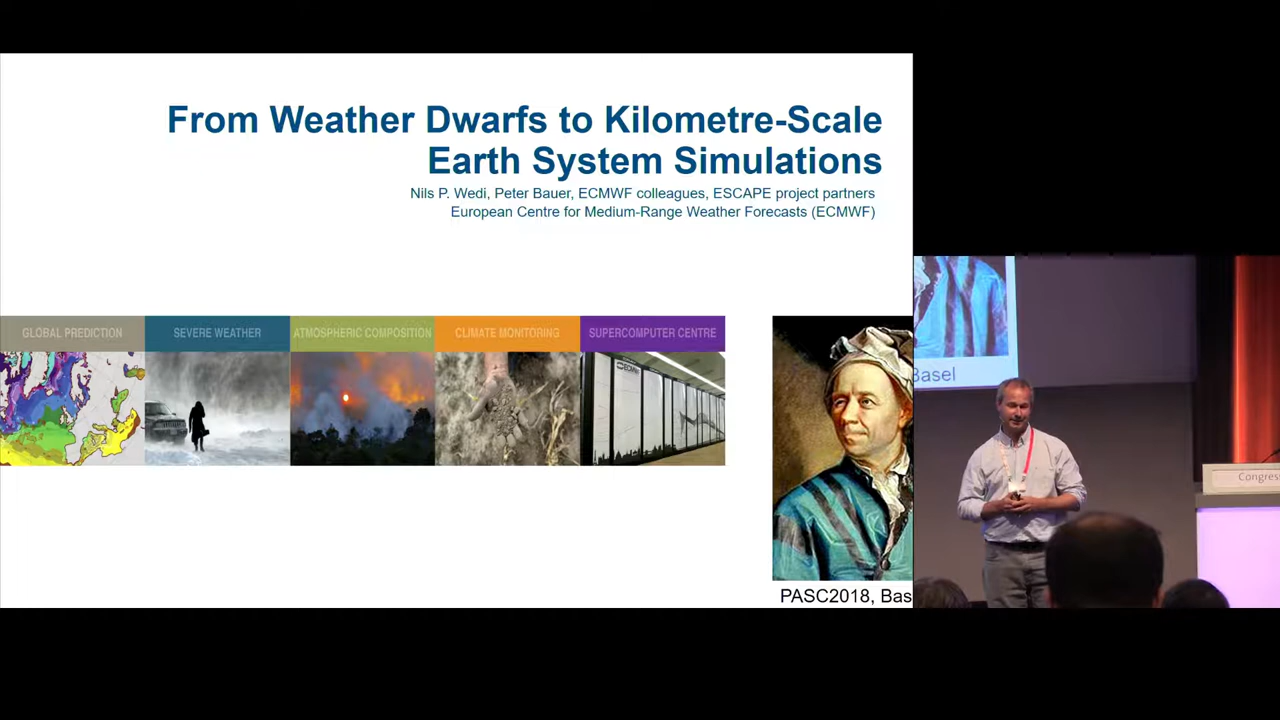 From Weather Dwarfs to Kilometre-Scale
Earth System Simulations
Nils P. Wedi, Peter Bauer, ECMWF colleagues, ESCAPE project partners
European Centre for Medium-Range Weather Forecasts (ECMWF)
GLOBAL PREDICTION
SEVERE WEATHER
ATMOSPHERIC COMPOSITION
CLIMATE MONITORING
SUPERCOMPUTER CENTRE
ECMWF
PASC2018, Bas
Basel
Congress